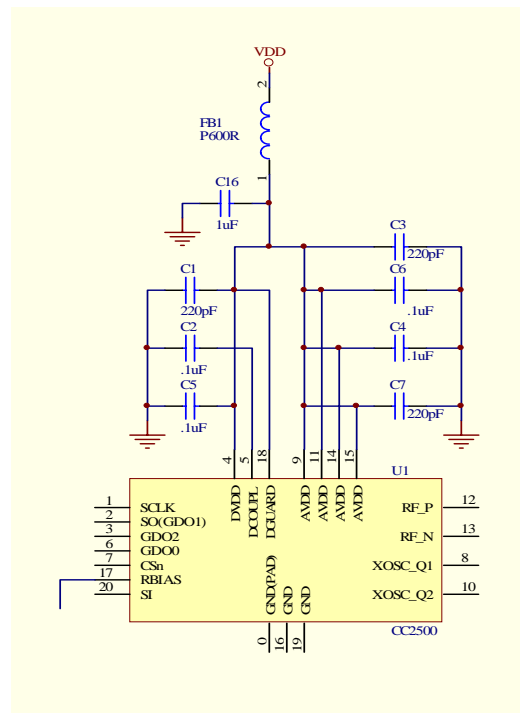 VDD
2
FB1
P600R
1
C16
1uF
C3
220pF
C1
220pF
C6
.1uF
C2
.1uF
C4
.1uF
C5
.1uF
C7
220pF
4
5
18
9
11
14
15
U1
DVDD
DCOUPL
DGUARD
AVDD
AVDD
AVDD
AVDD
1 SCLK
2 SO(GDO1)
3 GDO2
6 GDO0
7 CSn
17 RBIAS
20 SI
RF_P 12
RF_N 13
XOSC_Q1 8
XOSC_Q2 10
GND(PAD)
GND
GND
0
16
19
CC2500